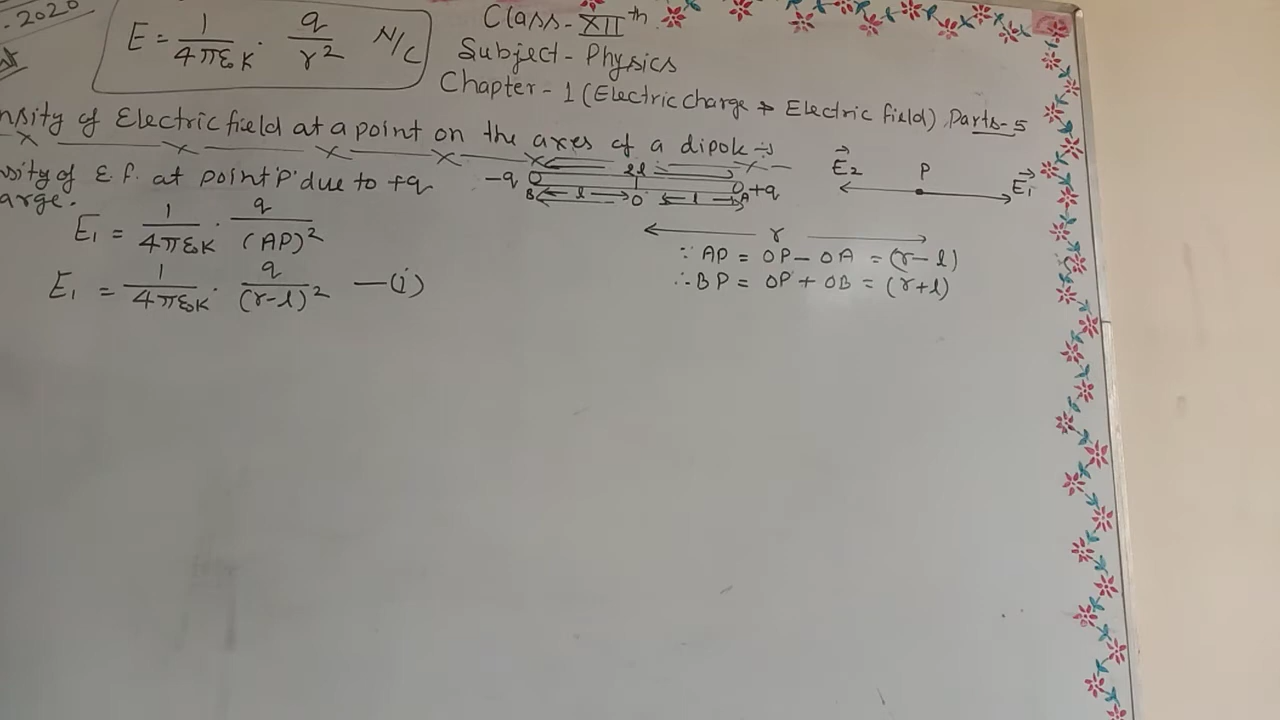 .2020
E = 1/4πε₀K · q/r² N/C
Class-XIIth
Subject- Physics
Chapter - 1 (Electric charge & Electric field) Parts-5
nsity of Electric field at a point on the axes of a dipole :-
sity of E f. at point 'P' due to +q
arge.
-q 2l +q
B l O l A
E⃗₂ P E⃗₁
r
E₁ = 1/4πε₀K · q/(AP)²
∵ AP = OP - OA = (r-l)
∴ BP = OP + OB = (r+l)
E₁ = 1/4πε₀K · q/(r-l)² —(i)